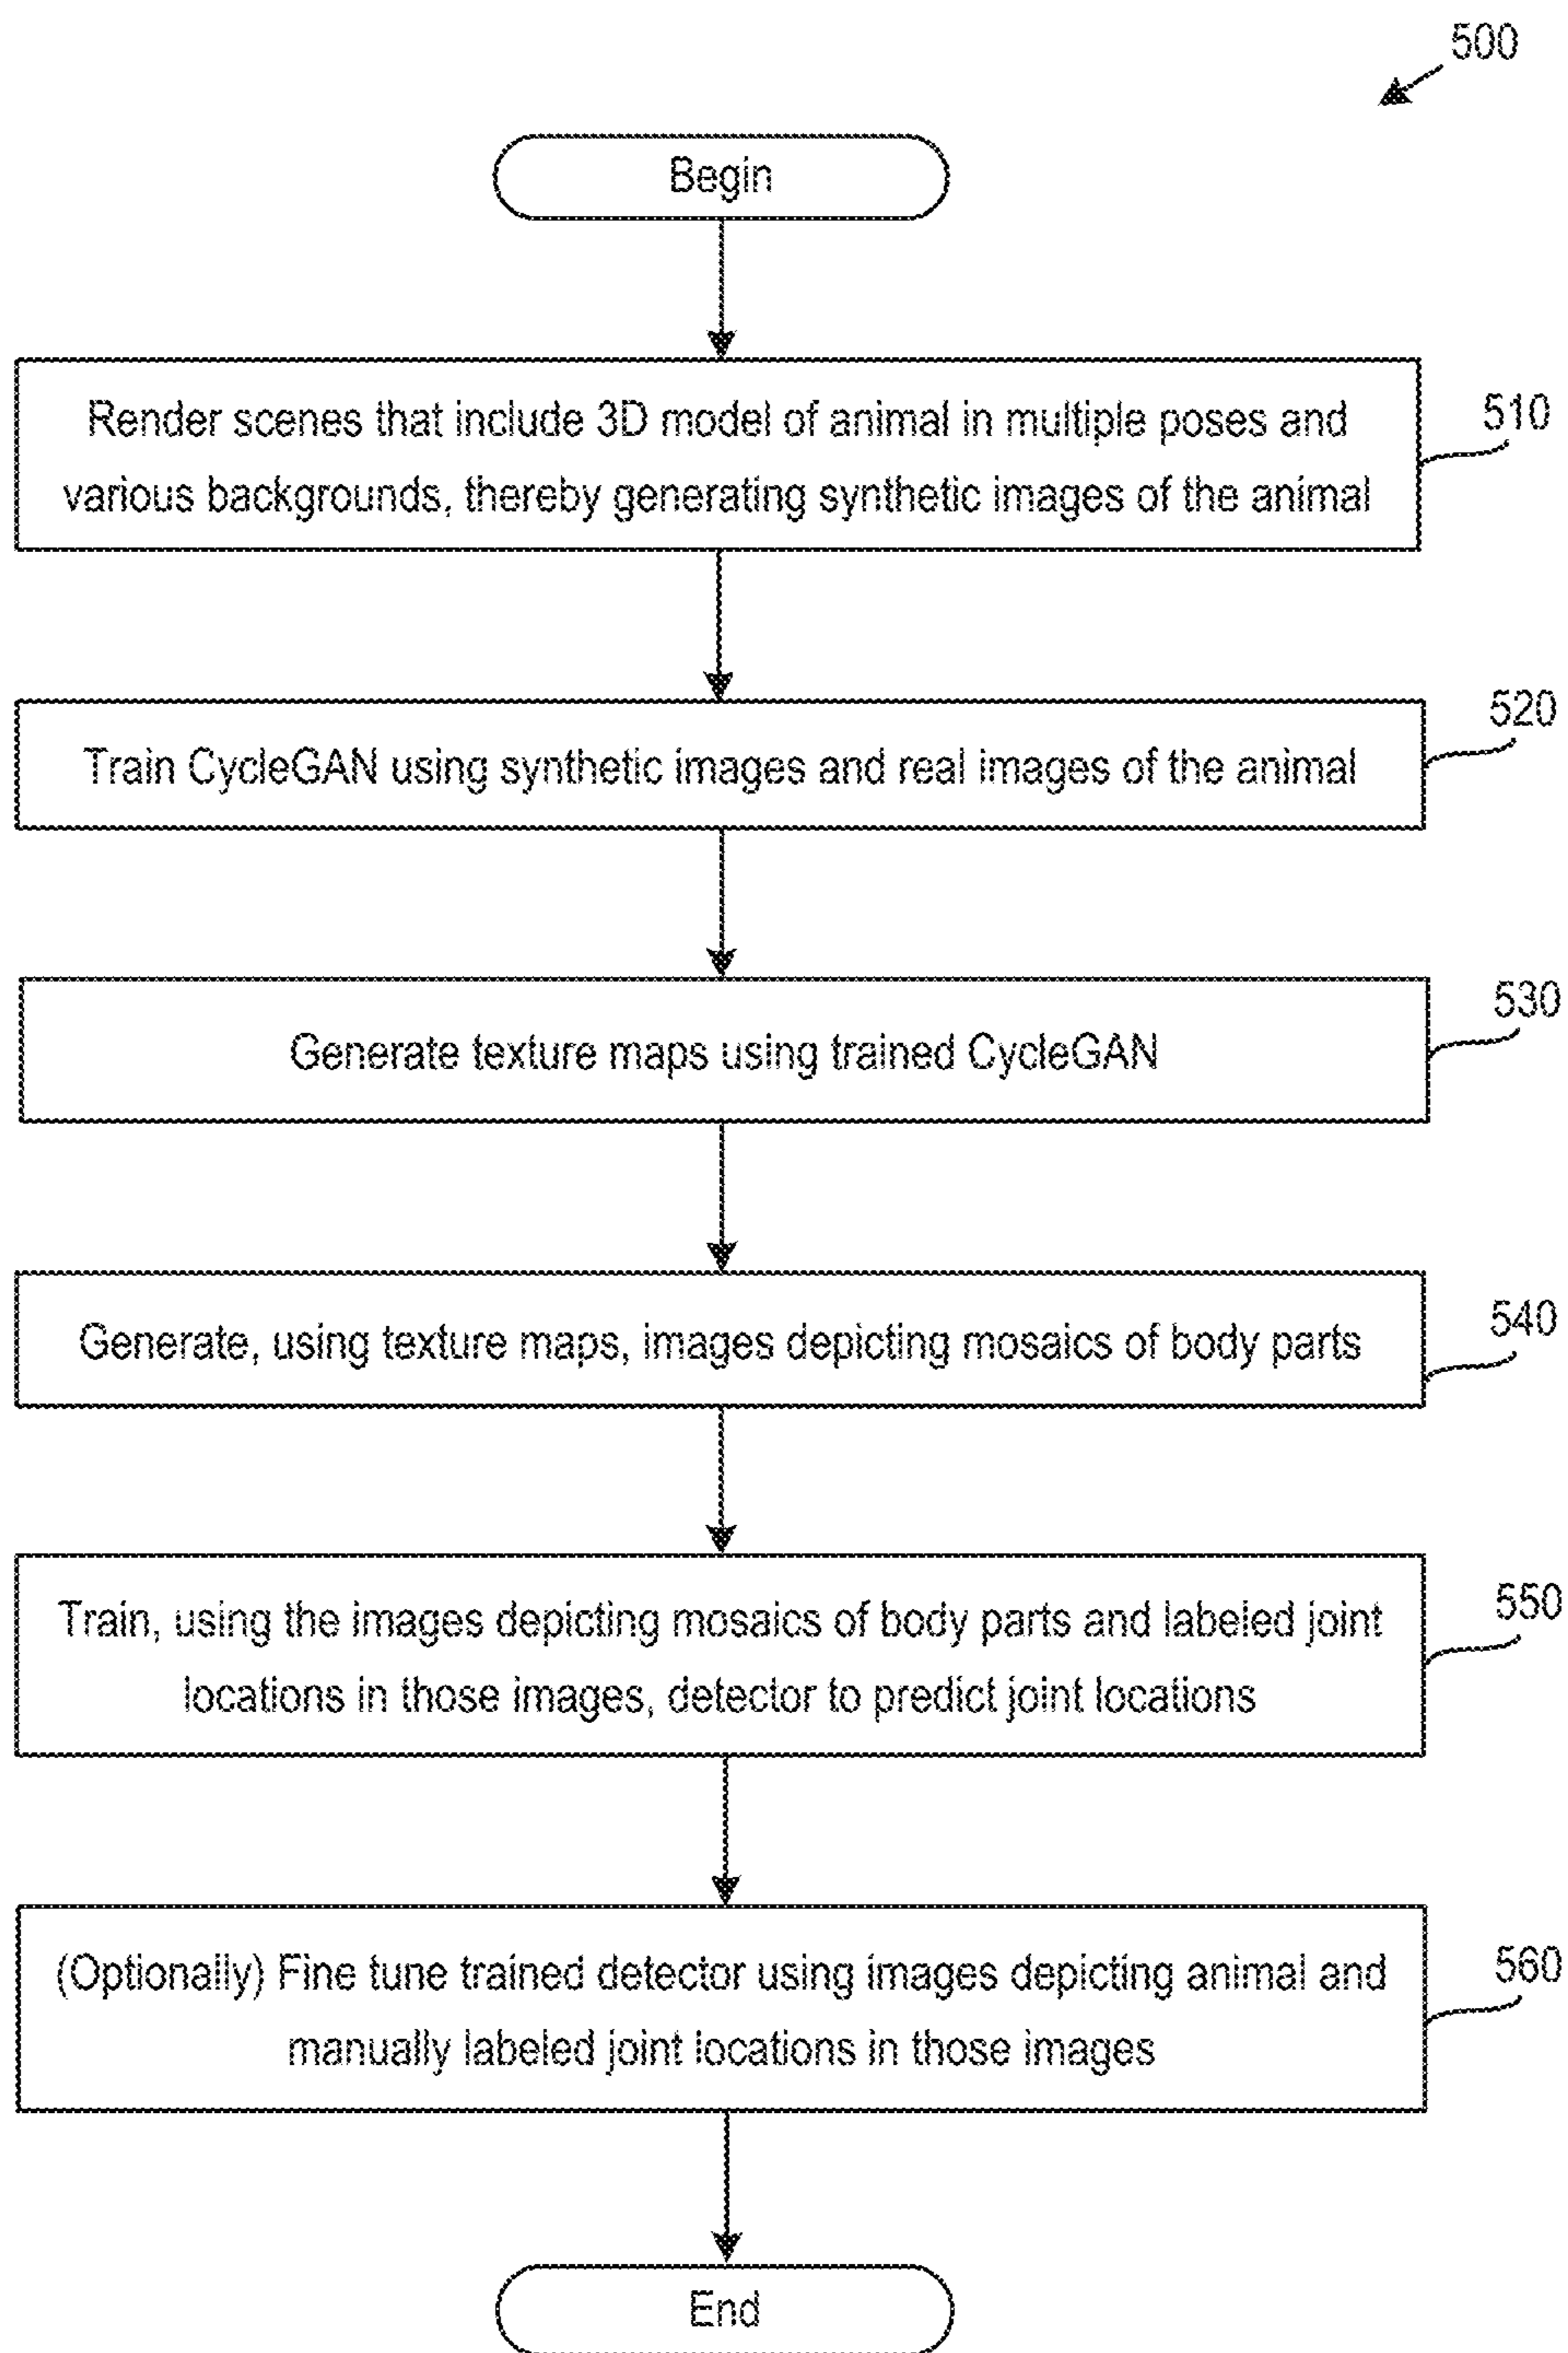 500
Begin
Render scenes that include 3D model of animal in multiple poses and
various backgrounds, thereby generating synthetic images of the animal
510
Train CycleGAN using synthetic images and real images of the animal
520
Generate texture maps using trained CycleGAN
530
Generate, using texture maps, images depicting mosaics of body parts
540
Train, using the images depicting mosaics of body parts and labeled joint
locations in those images, detector to predict joint locations
550
(Optionally) Fine tune trained detector using images depicting animal and
manually labeled joint locations in those images
560
End